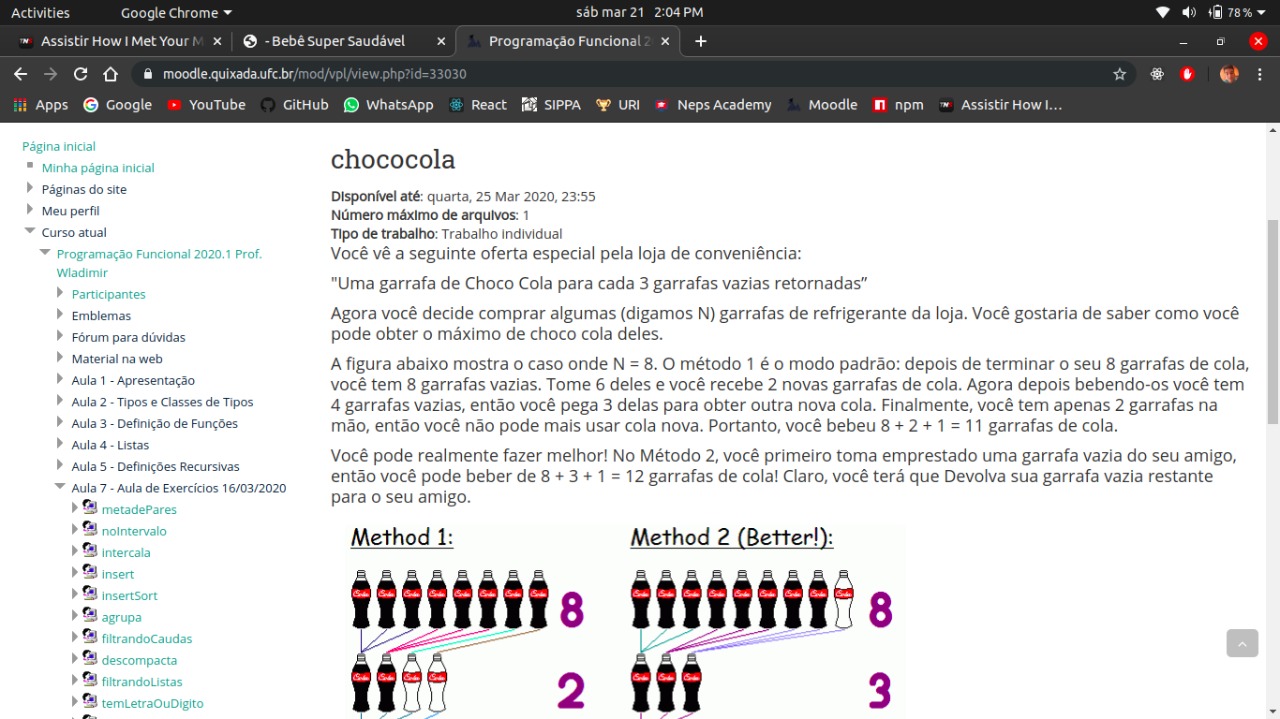 Activities
Google Chrome
sáb mar 21 2:04 PM
78 %
Assistir How I Met Your M
- Bebê Super Saudável
Programação Funcional 2
moodle.quixada.ufc.br/mod/vpl/view.php?id=33030
Apps
Google
YouTube
GitHub
WhatsApp
React
SIPPA
URI
Neps Academy
Moodle
npm
Assistir How I...
Página inicial
Minha página inicial
Páginas do site
Meu perfil
Curso atual
Programação Funcional 2020.1 Prof.
Wladimir
Participantes
Emblemas
Fórum para dúvidas
Material na web
Aula 1 - Apresentação
Aula 2 - Tipos e Classes de Tipos
Aula 3 - Definição de Funções
Aula 4 - Listas
Aula 5 - Definições Recursivas
Aula 7 - Aula de Exercícios 16/03/2020
metadePares
noIntervalo
intercala
insert
insertSort
agrupa
filtrandoCaudas
descompacta
filtrandoListas
temLetraOuDigito
chococola
Disponível até: quarta, 25 Mar 2020, 23:55
Número máximo de arquivos: 1
Tipo de trabalho: Trabalho individual
Você vê a seguinte oferta especial pela loja de conveniência:
"Uma garrafa de Choco Cola para cada 3 garrafas vazias retornadas”
Agora você decide comprar algumas (digamos N) garrafas de refrigerante da loja. Você gostaria de saber como você
pode obter o máximo de choco cola deles.
A figura abaixo mostra o caso onde N = 8. O método 1 é o modo padrão: depois de terminar o seu 8 garrafas de cola,
você tem 8 garrafas vazias. Tome 6 deles e você recebe 2 novas garrafas de cola. Agora depois bebendo-os você tem
4 garrafas vazias, então você pega 3 delas para obter outra nova cola. Finalmente, você tem apenas 2 garrafas na
mão, então você não pode mais usar cola nova. Portanto, você bebeu 8 + 2 + 1 = 11 garrafas de cola.
Você pode realmente fazer melhor! No Método 2, você primeiro toma emprestado uma garrafa vazia do seu amigo,
então você pode beber de 8 + 3 + 1 = 12 garrafas de cola! Claro, você terá que Devolva sua garrafa vazia restante
para o seu amigo.
Method 1:
Method 2 (Better!):
8
8
2
3